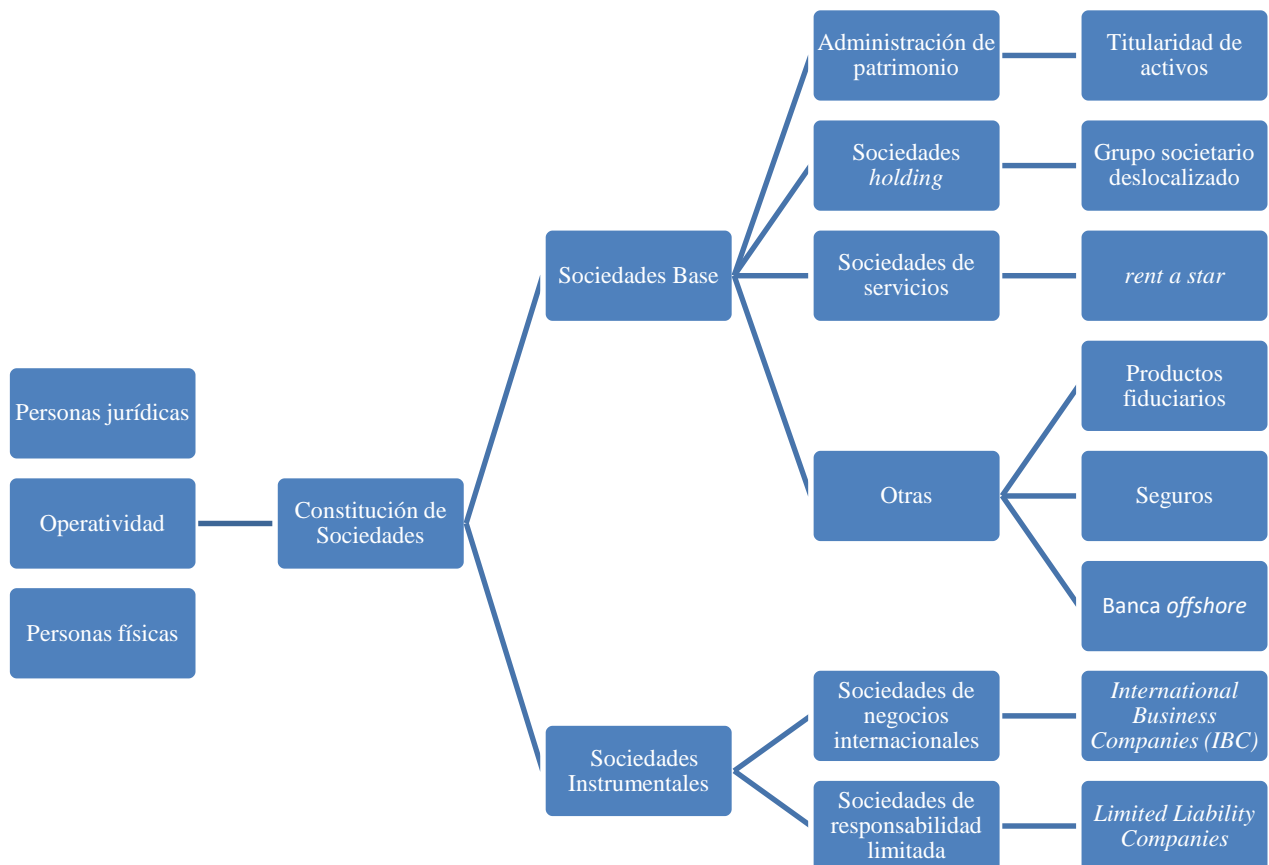 Personas jurídicas
Operatividad
Personas físicas
Constitución de
Sociedades
Sociedades Base
Administración de
patrimonio
Titularidad de
activos
Sociedades
holding
Grupo societario
deslocalizado
Sociedades de
servicios
rent a star
Otras
Productos
fiduciarios
Seguros
Banca offshore
Sociedades
Instrumentales
Sociedades de
negocios
internacionales
International
Business
Companies (IBC)
Sociedades de
responsabilidad
limitada
Limited Liability
Companies